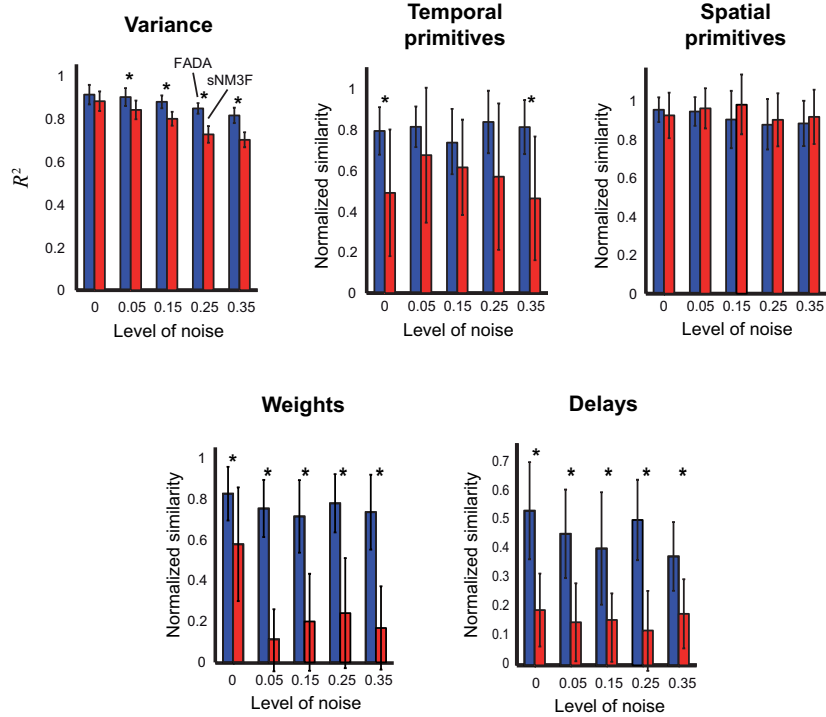 Variance
FADA
sNM3F
* * * *
R²
1
0.8
0.6
0.4
0.2
0
0 0.05 0.15 0.25 0.35
Level of noise
Temporal
primitives
* *
Normalized similarity
1
0.8
0.6
0.4
0.2
0
0 0.05 0.15 0.25 0.35
Level of noise
Spatial
primitives
Normalized similarity
1
0.8
0.6
0.4
0.2
0
0 0.05 0.15 0.25 0.35
Level of noise
Weights
* * * * *
Normalized similarity
1
0.8
0.6
0.4
0.2
0
0 0.05 0.15 0.25 0.35
Level of noise
Delays
* * * * *
Normalized similarity
0.7
0.6
0.5
0.4
0.3
0.2
0.1
0
0 0.05 0.15 0.25 0.35
Level of noise